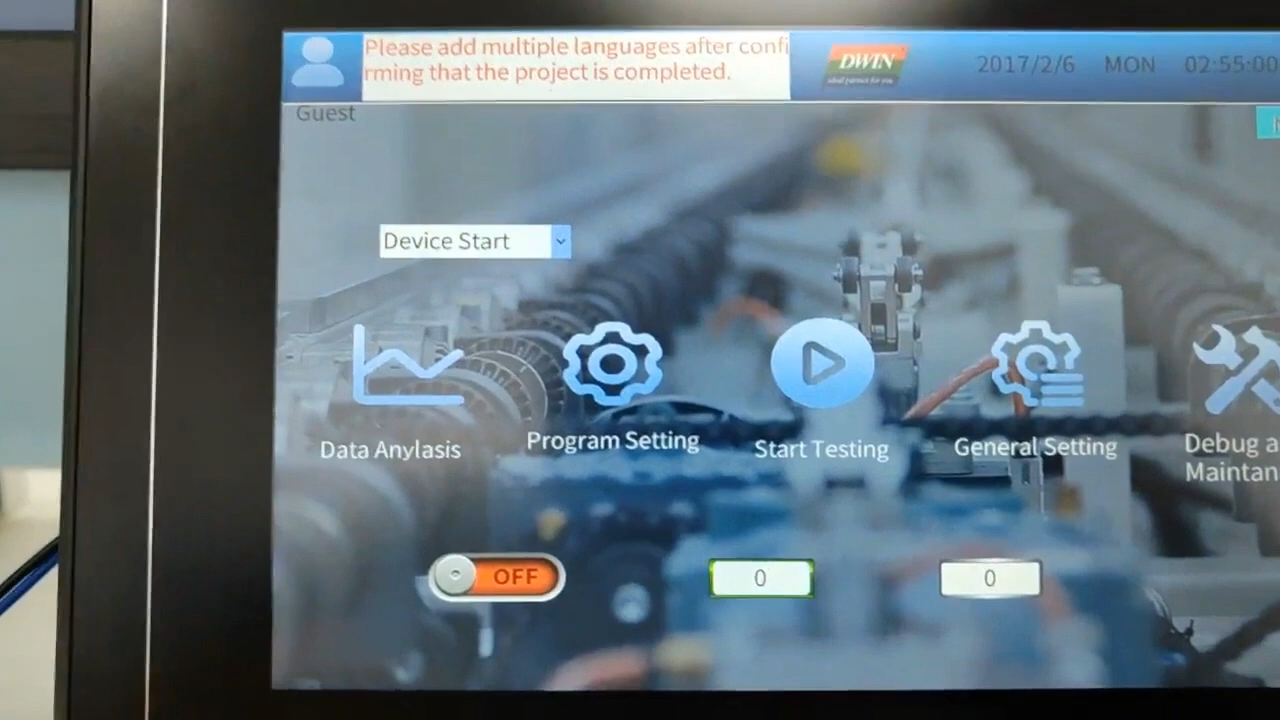 Please add multiple languages after confi
rming that the project is completed.
DWIN
2017/2/6 MON 02:55:00
Guest
Device Start
Data Anylasis
Program Setting
Start Testing
General Setting
Debug a
Maintan
OFF
0
0